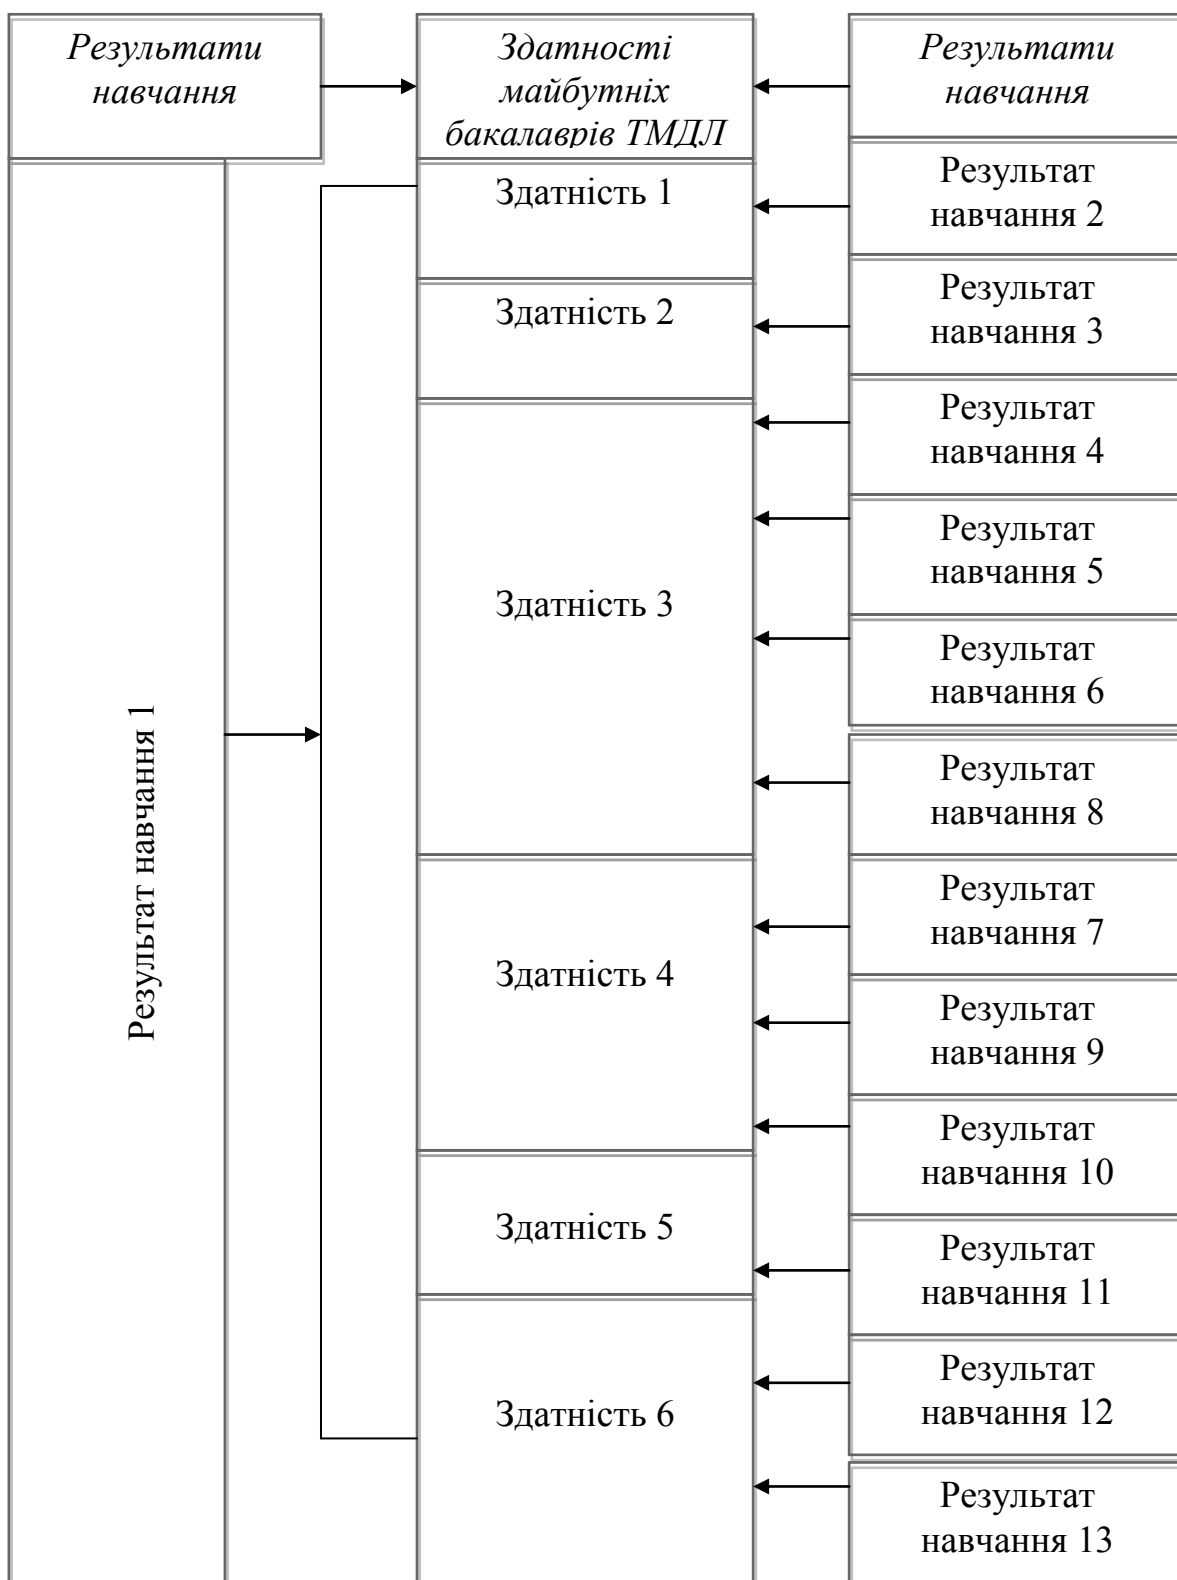 Результати
навчання
Здатності
майбутніх
бакалаврів ТМДЛ
Результати
навчання
Результат навчання 1
Здатність 1
Результат
навчання 2
Здатність 2
Результат
навчання 3
Здатність 3
Результат
навчання 4
Результат
навчання 5
Результат
навчання 6
Результат
навчання 8
Здатність 4
Результат
навчання 7
Результат
навчання 9
Результат
навчання 10
Здатність 5
Результат
навчання 11
Здатність 6
Результат
навчання 12
Результат
навчання 13